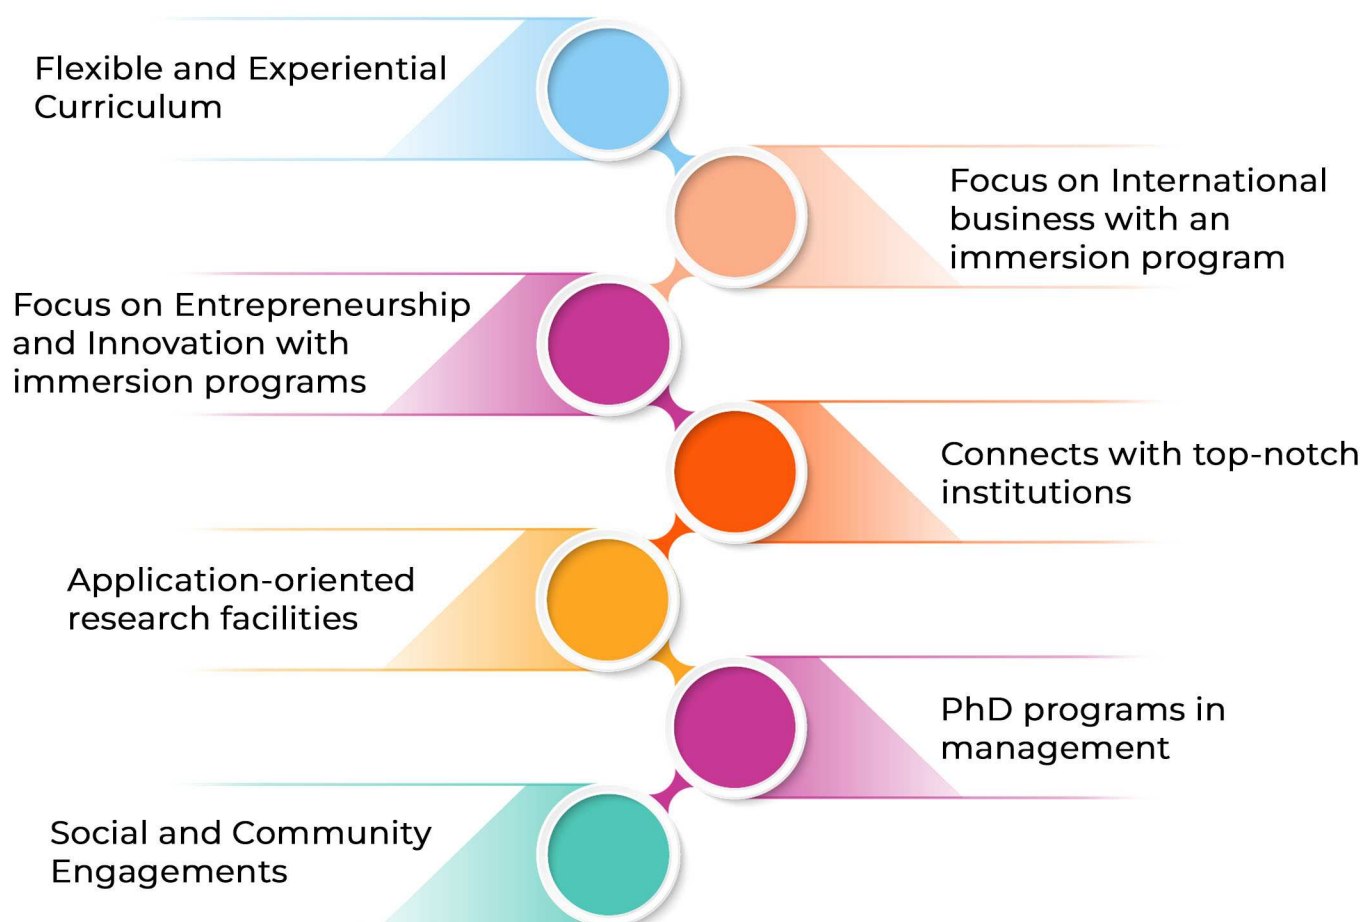 Flexible and Experiential
Curriculum
Focus on International
business with an
immersion program
Focus on Entrepreneurship
and Innovation with
immersion programs
Connects with top-notch
institutions
Application-oriented
research facilities
PhD programs in
management
Social and Community
Engagements